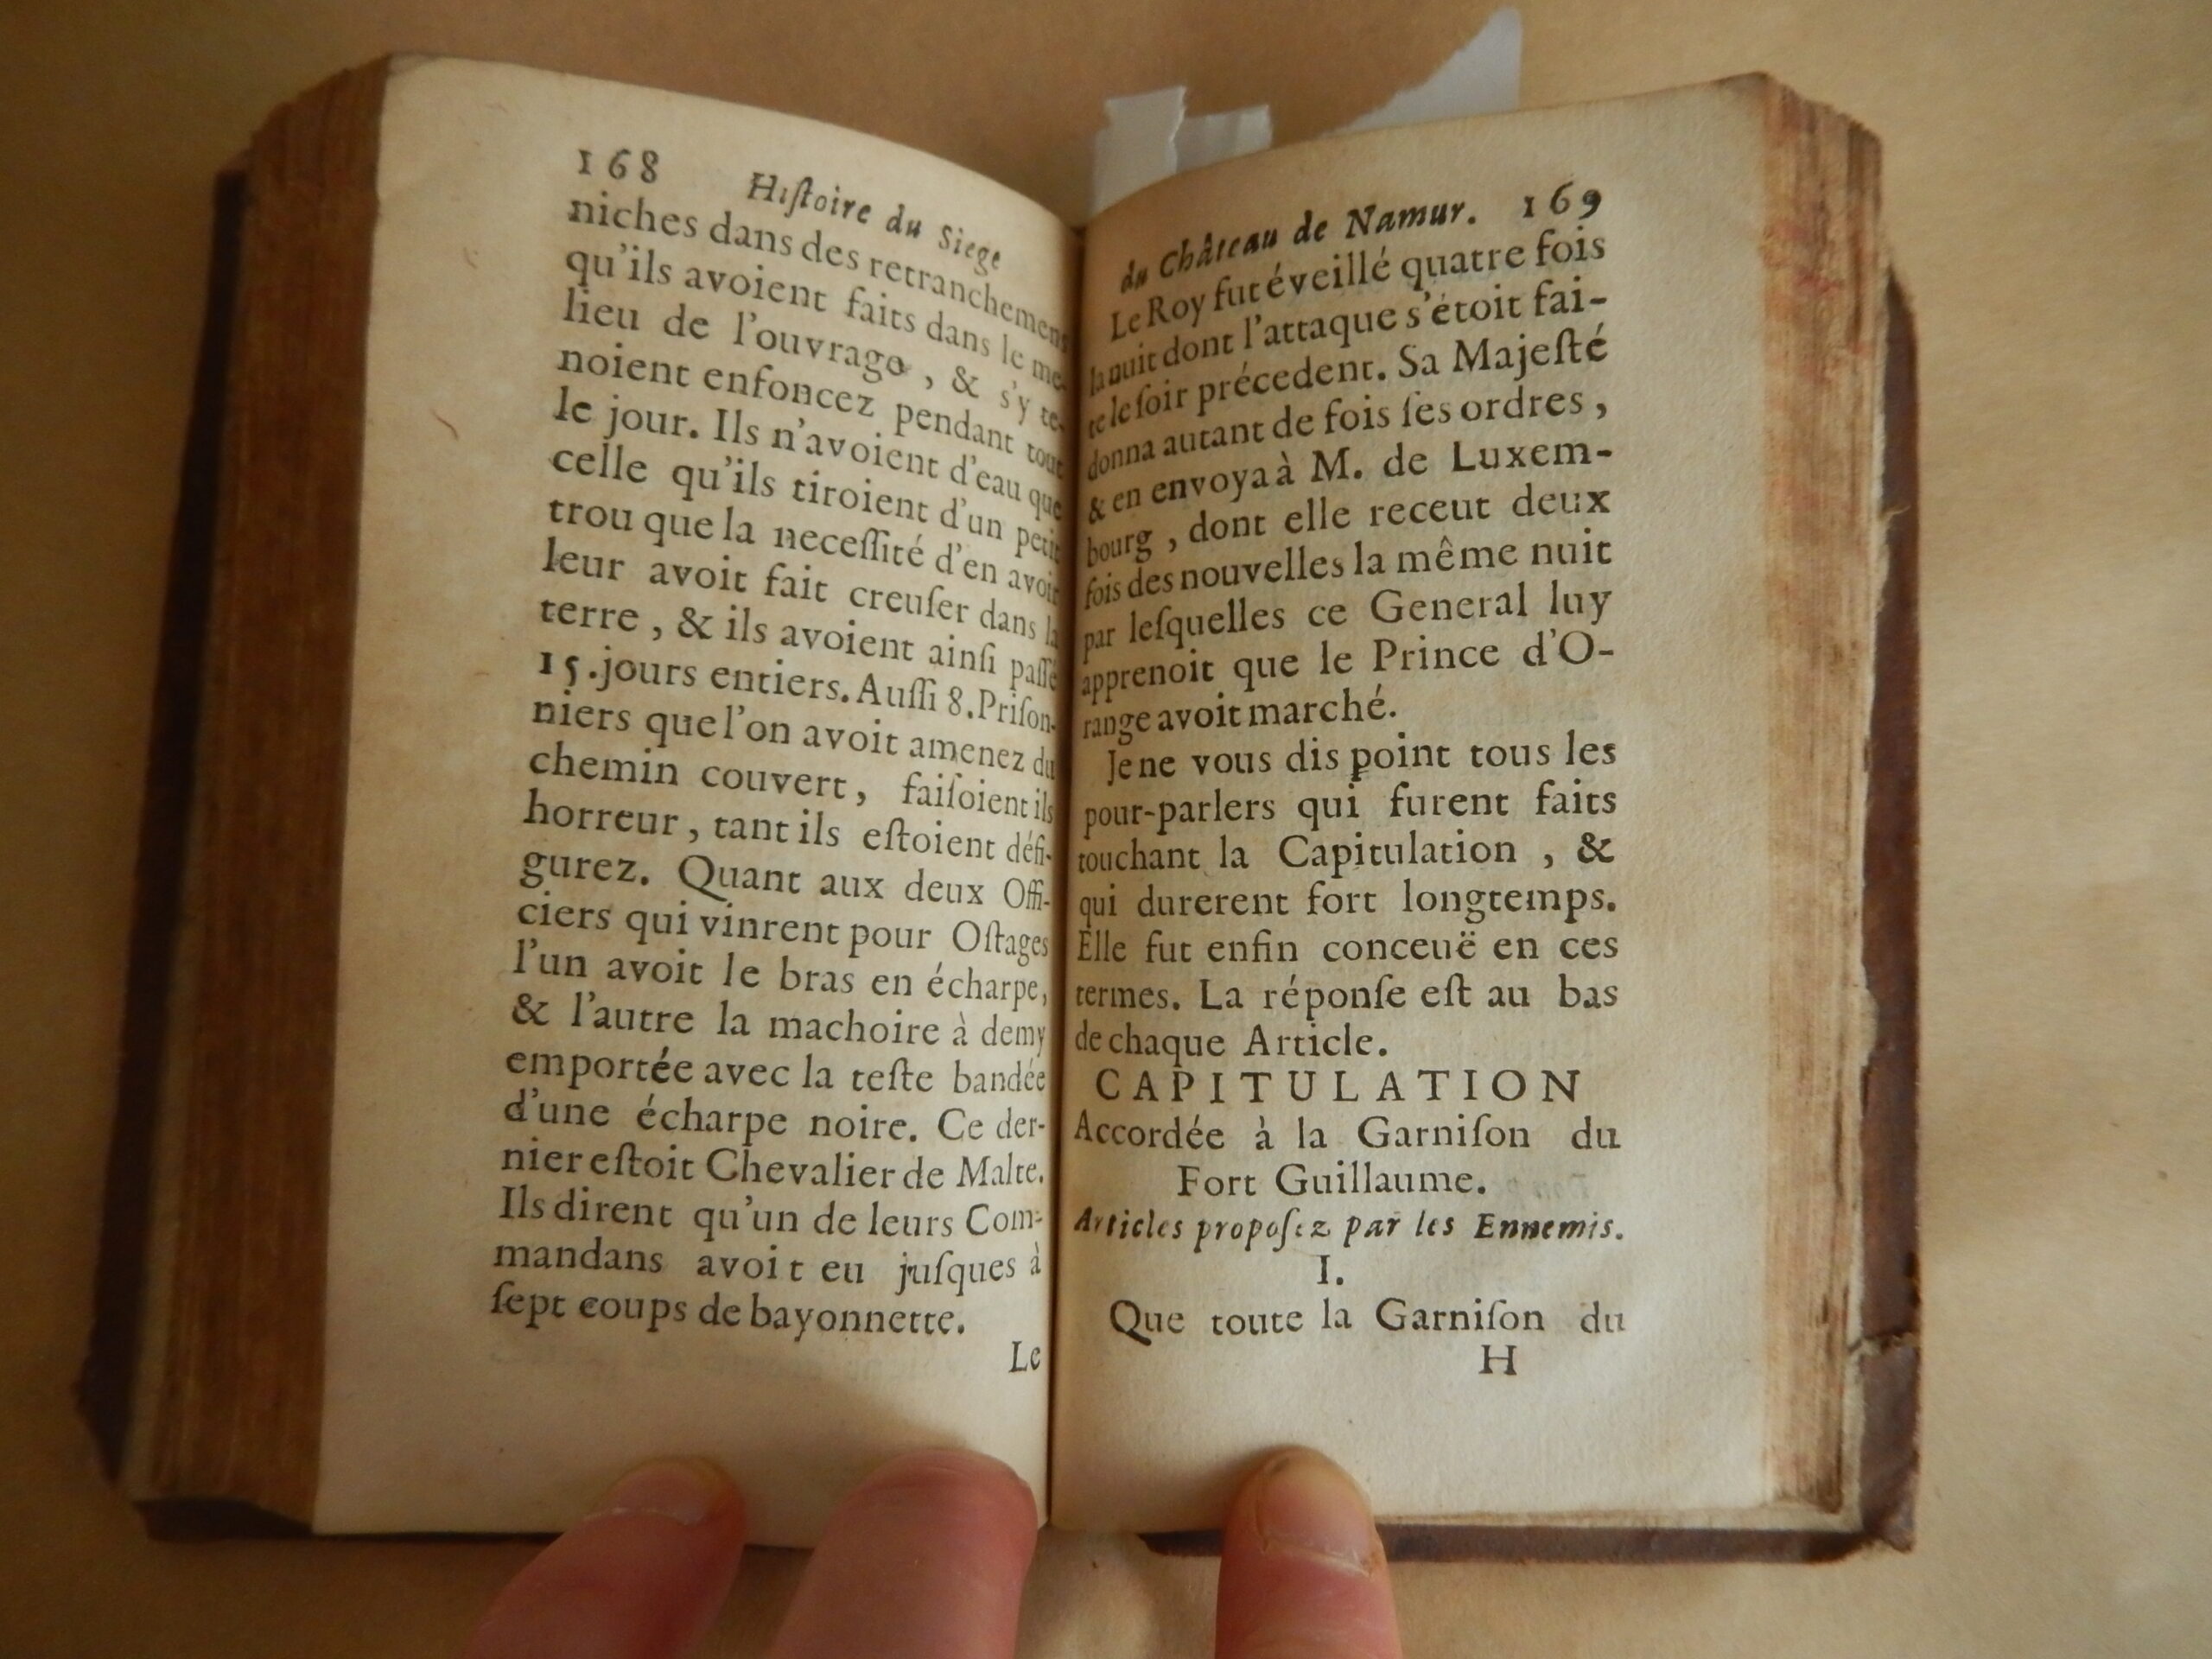 168 Hiſtoire du Siege
niches dans des retranchemens
qu'ils avoient faits dans le me-
lieu de l'ouvrage, & s'y te-
noient enfoncez pendant tout
le jour. Ils n'avoient d'eau que
celle qu'ils tiroient d'un petit
trou que la neceſſité d'en avoir
leur avoit fait creuſer dans la
terre, & ils avoient ainſi paſſé
15. jours entiers. Auſſi 8. Priſon-
niers que l'on avoit amenez du
chemin couvert, faiſoient ils
horreur, tant ils eſtoient défi-
gurez. Quant aux deux Offi-
ciers qui vinrent pour Oſtages
l'un avoit le bras en écharpe,
& l'autre la machoire à demy
emportée avec la teſte bandée
d'une écharpe noire. Ce der-
nier eſtoit Chevalier de Malte.
Ils dirent qu'un de leurs Com-
mandans avoit eu juſques à
ſept coups de bayonnette.
Le
du Château de Namur. 169
Le Roy fut éveillé quatre fois
la nuit dont l'attaque s'étoit fai-
te le ſoir précedent. Sa Majeſté
donna autant de fois ſes ordres,
& en envoya à M. de Luxem-
bourg, dont elle receut deux
fois des nouvelles la même nuit
par leſquelles ce General luy
apprenoit que le Prince d'O-
range avoit marché.
Je ne vous dis point tous les
pour-parlers qui furent faits
touchant la Capitulation, &
qui durerent fort longtemps.
Elle fut enfin conceuë en ces
termes. La réponſe eſt au bas
de chaque Article.
CAPITULATION
Accordée à la Garniſon du
Fort Guillaume.
Articles propoſez par les Ennemis.
I.
Que toute la Garniſon du
H